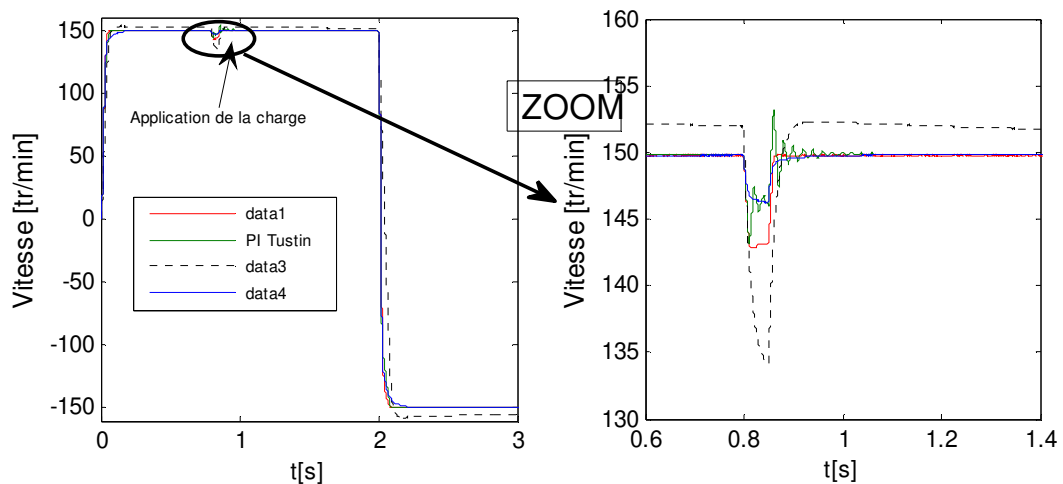 150
100
50
0
-50
-100
-150
Vitesse [tr/min]
Application de la charge
data1
PI Tustin
data3
data4
0
1
2
3
t[s]
ZOOM
160
155
150
145
140
135
130
Vitesse [tr/min]
0.6
0.8
1
1.2
1.4
t[s]